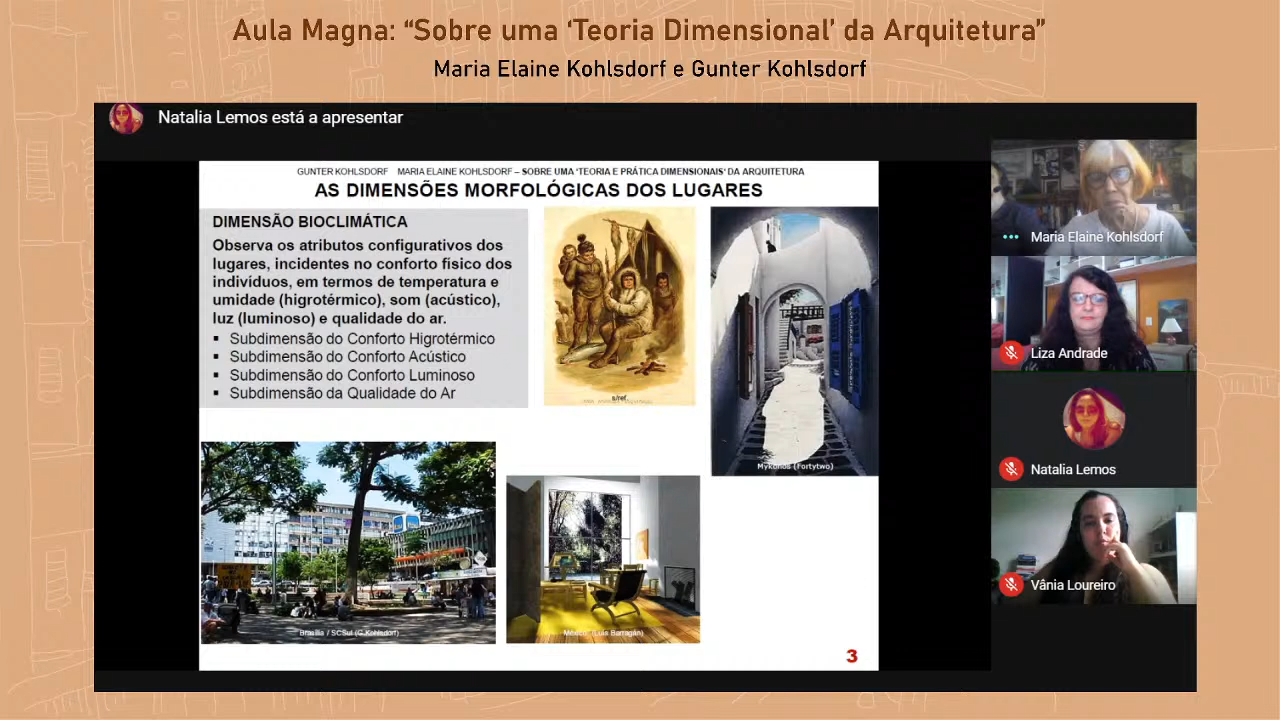 Aula Magna: “Sobre uma ‘Teoria Dimensional’ da Arquitetura”
Maria Elaine Kohlsdorf e Gunter Kohlsdorf
Natalia Lemos está a apresentar
GUNTER KOHLSDORF MARIA ELAINE KOHLSDORF – SOBRE UMA ‘TEORIA E PRÁTICA DIMENSIONAIS’ DA ARQUITETURA
AS DIMENSÕES MORFOLÓGICAS DOS LUGARES
DIMENSÃO BIOCLIMÁTICA
Observa os atributos configurativos dos
lugares, incidentes no conforto físico dos
indivíduos, em termos de temperatura e
umidade (higrotérmico), som (acústico),
luz (luminoso) e qualidade do ar.
▪ Subdimensão do Conforto Higrotérmico
▪ Subdimensão do Conforto Acústico
▪ Subdimensão do Conforto Luminoso
▪ Subdimensão da Qualidade do Ar
s/ref.
Mykonos (Fortytwo)
Brasília / SCSul (G.Kohlsdorf)
México (Luis Barragán)
3
Maria Elaine Kohlsdorf
Liza Andrade
Natalia Lemos
Vânia Loureiro